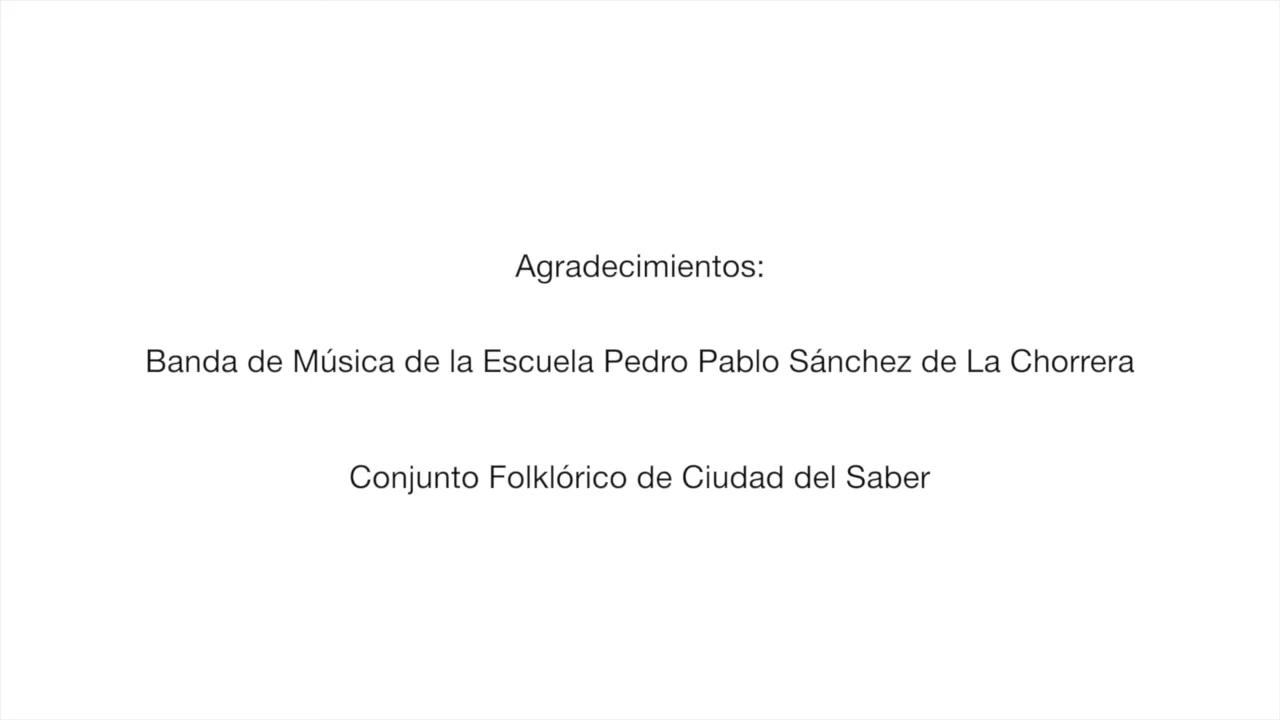 Agradecimientos:
Banda de Música de la Escuela Pedro Pablo Sánchez de La Chorrera
Conjunto Folklórico de Ciudad del Saber